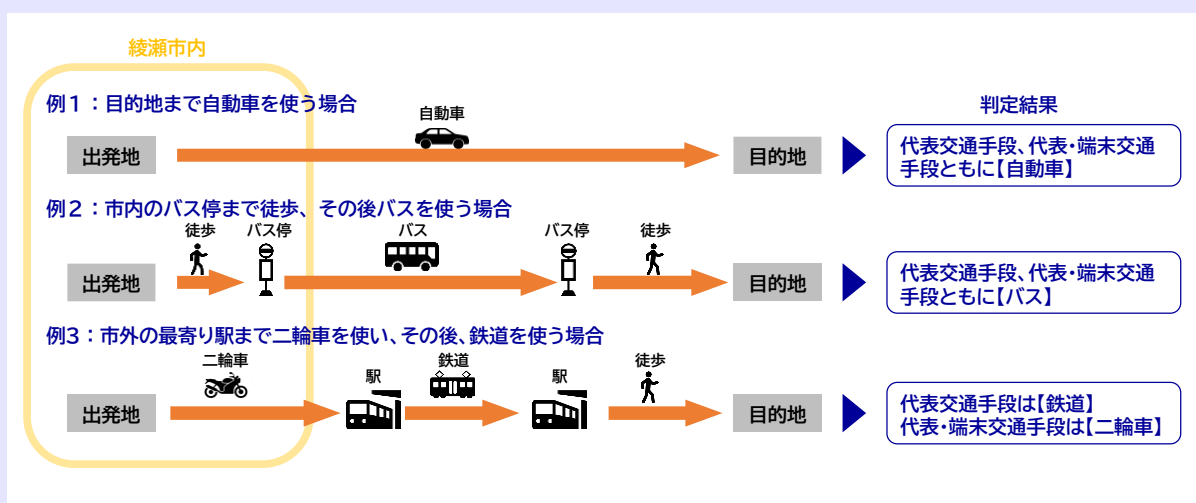 綾瀬市内
例1：目的地まで自動車を使う場合
判定結果
自動車
出発地
目的地
代表交通手段、代表・端末交通
手段ともに【自動車】
例2：市内のバス停まで徒歩、その後バスを使う場合
徒歩
バス停
バス
バス停
徒歩
出発地
目的地
代表交通手段、代表・端末交通
手段ともに【バス】
例3：市外の最寄り駅まで二輪車を使い、その後、鉄道を使う場合
二輪車
駅
鉄道
駅
徒歩
出発地
目的地
代表交通手段は【鉄道】
代表・端末交通手段は【二輪車】